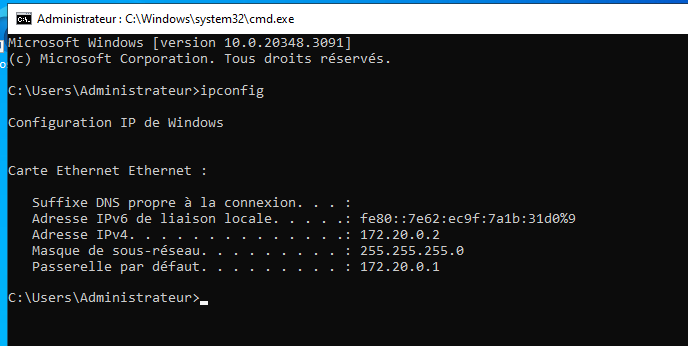 Administrateur : C:\Windows\system32\cmd.exe
Microsoft Windows [version 10.0.20348.3091]
(c) Microsoft Corporation. Tous droits réservés.
C:\Users\Administrateur>ipconfig
Configuration IP de Windows
Carte Ethernet Ethernet :
Suffixe DNS propre à la connexion. . . :
Adresse IPv6 de liaison locale. . . . .: fe80::7e62:ec9f:7a1b:31d0%9
Adresse IPv4. . . . . . . . . . . . . .: 172.20.0.2
Masque de sous-réseau. . . . . . . . . : 255.255.255.0
Passerelle par défaut. . . . . . . . . : 172.20.0.1
C:\Users\Administrateur>